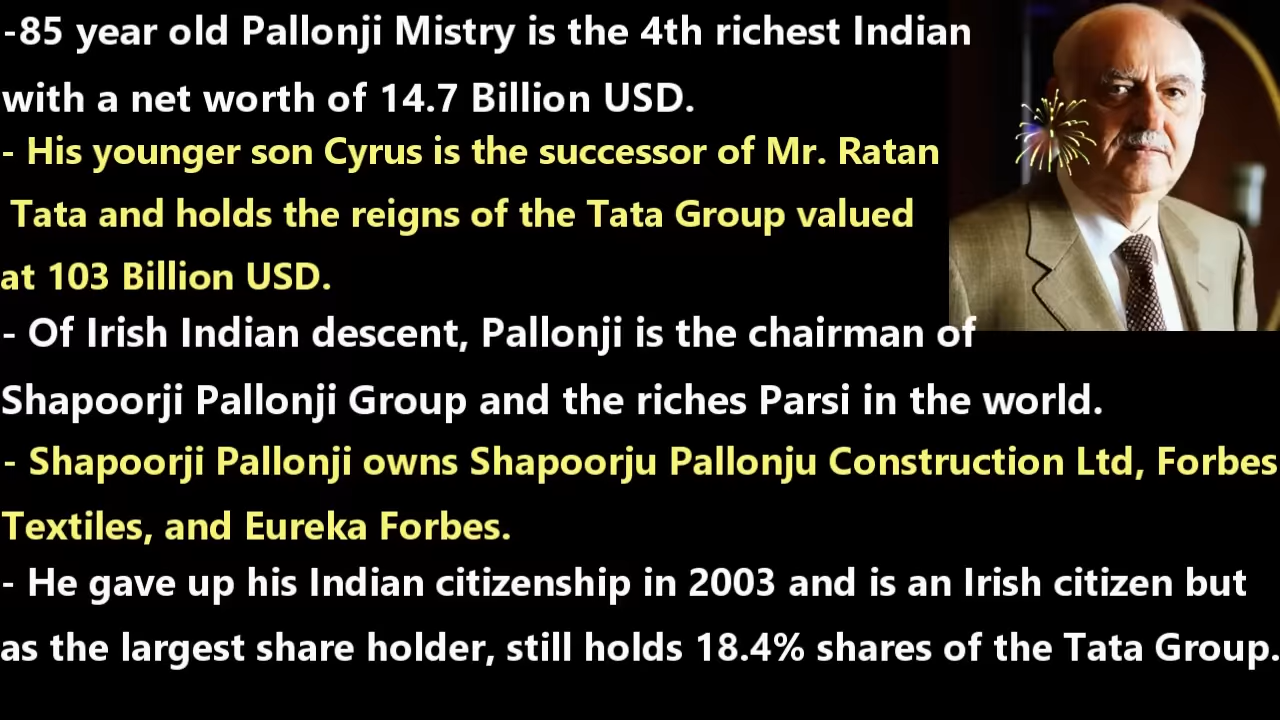 -85 year old Pallonji Mistry is the 4th richest Indian
with a net worth of 14.7 Billion USD.
- His younger son Cyrus is the successor of Mr. Ratan
Tata and holds the reigns of the Tata Group valued
at 103 Billion USD.
- Of Irish Indian descent, Pallonji is the chairman of
Shapoorji Pallonji Group and the riches Parsi in the world.
- Shapoorji Pallonji owns Shapoorju Pallonju Construction Ltd, Forbes
Textiles, and Eureka Forbes.
- He gave up his Indian citizenship in 2003 and is an Irish citizen but
as the largest share holder, still holds 18.4% shares of the Tata Group.